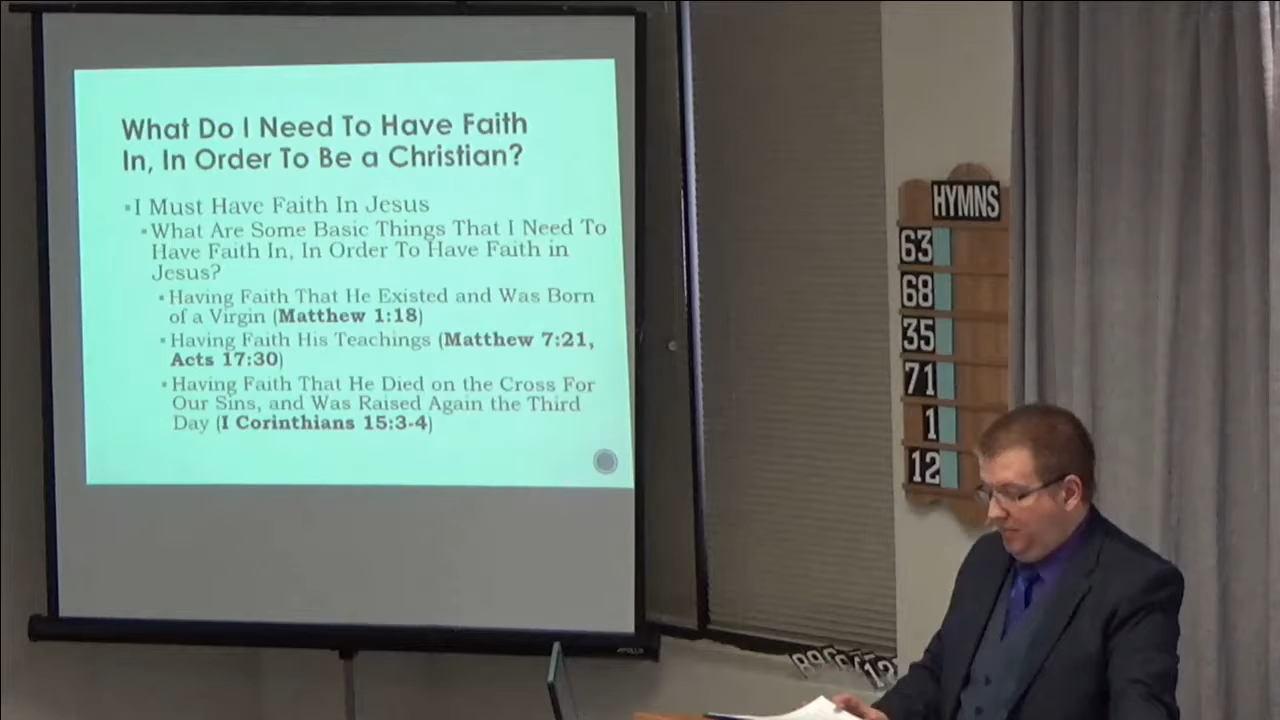 What Do I Need To Have Faith
In, In Order To Be a Christian?
▪I Must Have Faith In Jesus
▪What Are Some Basic Things That I Need To
Have Faith In, In Order To Have Faith in
Jesus?
▪Having Faith That He Existed and Was Born
of a Virgin (Matthew 1:18)
▪Having Faith His Teachings (Matthew 7:21,
Acts 17:30)
▪Having Faith That He Died on the Cross For
Our Sins, and Was Raised Again the Third
Day (I Corinthians 15:3-4)
APOLLO
HYMNS
63
68
35
71
1
12